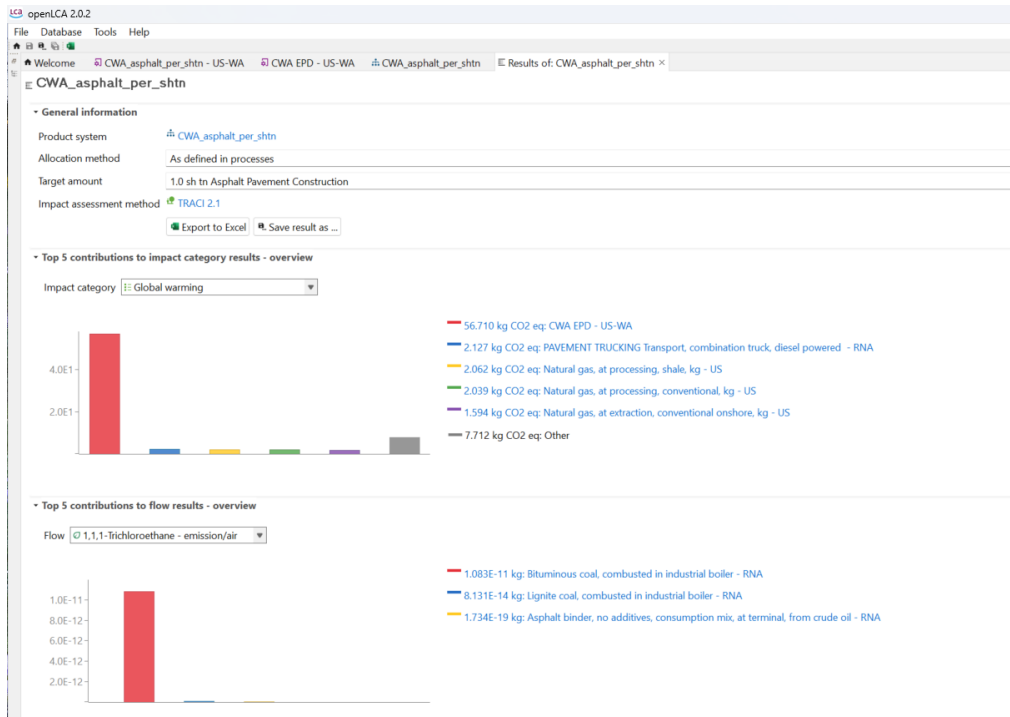 LCA openLCA 2.0.2
File Database Tools Help
Welcome CWA_asphalt_per_shtn - US-WA CWA EPD - US-WA CWA_asphalt_per_shtn Results of: CWA_asphalt_per_shtn ×
CWA_asphalt_per_shtn
General information
Product system CWA_asphalt_per_shtn
Allocation method As defined in processes
Target amount 1.0 sh tn Asphalt Pavement Construction
Impact assessment method TRACI 2.1
Export to Excel Save result as ...
Top 5 contributions to impact category results - overview
Impact category Global warming
56.710 kg CO2 eq: CWA EPD - US-WA
2.127 kg CO2 eq: PAVEMENT TRUCKING Transport, combination truck, diesel powered - RNA
2.062 kg CO2 eq: Natural gas, at processing, shale, kg - US
2.039 kg CO2 eq: Natural gas, at processing, conventional, kg - US
1.594 kg CO2 eq: Natural gas, at extraction, conventional onshore, kg - US
7.712 kg CO2 eq: Other
4.0E1
2.0E1
Top 5 contributions to flow results - overview
Flow 1,1,1-Trichloroethane - emission/air
1.083E-11 kg: Bituminous coal, combusted in industrial boiler - RNA
8.131E-14 kg: Lignite coal, combusted in industrial boiler - RNA
1.734E-19 kg: Asphalt binder, no additives, consumption mix, at terminal, from crude oil - RNA
1.0E-11
8.0E-12
6.0E-12
4.0E-12
2.0E-12